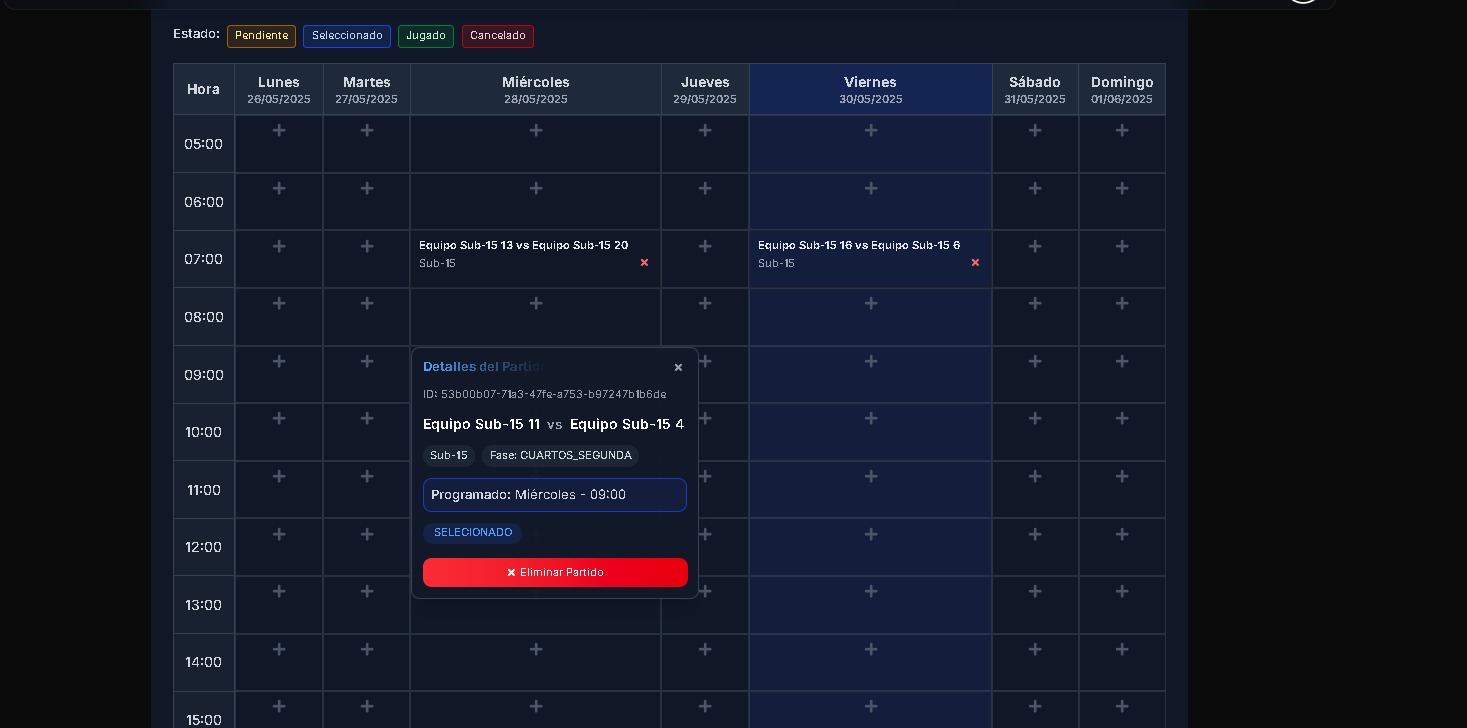 Estado: Pendiente Seleccionado Jugado Cancelado
Hora Lunes Martes Miércoles Jueves Viernes Sábado Domingo
26/05/2025 27/05/2025 28/05/2025 29/05/2025 30/05/2025 31/05/2025 01/06/2025
05:00 + + + + + + +
06:00 + + + + + + +
07:00 + + Equipo Sub-15 13 vs Equipo Sub-15 20 + Equipo Sub-15 16 vs Equipo Sub-15 6 + +
Sub-15 × Sub-15 ×
08:00 + + + + + + +
09:00 + + + + + +
10:00 + + + + + +
11:00 + + + + + +
12:00 + + + + + +
13:00 + + + + + +
14:00 + + + + + + +
15:00 + + + + + + +
Detalles del Partido ×
ID: 53b00b07-71a3-47fe-a753-b97247b1b6de
Equipo Sub-15 11 vs Equipo Sub-15 4
Sub-15 Fase: CUARTOS_SEGUNDA
Programado: Miércoles - 09:00
SELECIONADO
× Eliminar Partido